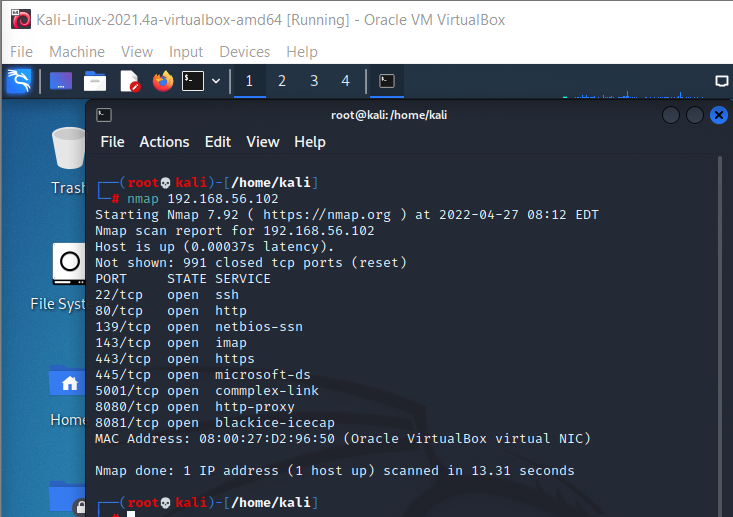 Kali-Linux-2021.4a-virtualbox-amd64 [Running] - Oracle VM VirtualBox
File Machine View Input Devices Help
1 2 3 4
root@kali: /home/kali
File Actions Edit View Help
Trash
File Syst
Home
┌──(root💀kali)-[/home/kali]
└─# nmap 192.168.56.102
Starting Nmap 7.92 ( https://nmap.org ) at 2022-04-27 08:12 EDT
Nmap scan report for 192.168.56.102
Host is up (0.00037s latency).
Not shown: 991 closed tcp ports (reset)
PORT     STATE SERVICE
22/tcp   open  ssh
80/tcp   open  http
139/tcp  open  netbios-ssn
143/tcp  open  imap
443/tcp  open  https
445/tcp  open  microsoft-ds
5001/tcp open  commplex-link
8080/tcp open  http-proxy
8081/tcp open  blackice-icecap
MAC Address: 08:00:27:D2:96:50 (Oracle VirtualBox virtual NIC)
Nmap done: 1 IP address (1 host up) scanned in 13.31 seconds
┌──(root💀kali)-[/home/kali]
└─#